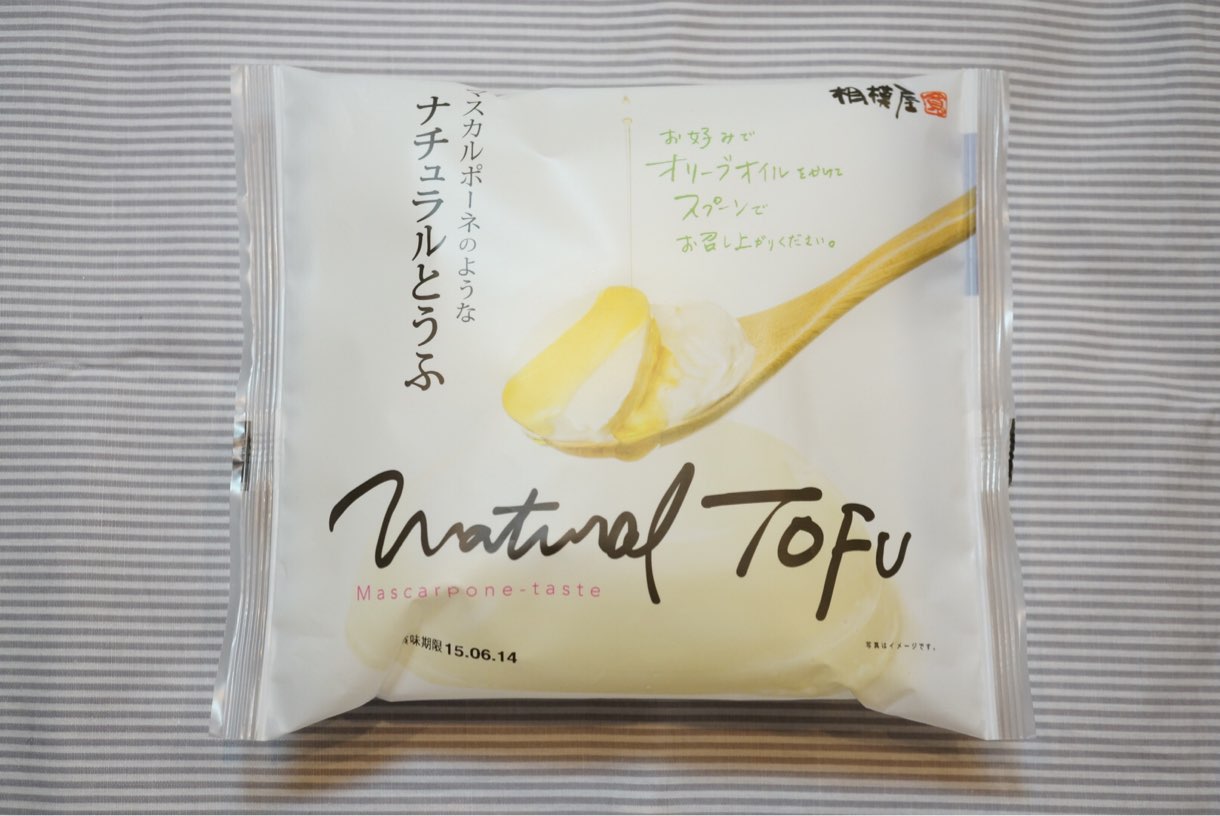 マスカルポーネのような
ナチュラルとうふ
相模屋
お好みで
オリーブオイルをかけて
スプーンで
お召し上がりください。
Natural TOFU
Mascarpone-taste
賞味期限 15.06.14
写真はイメージです。